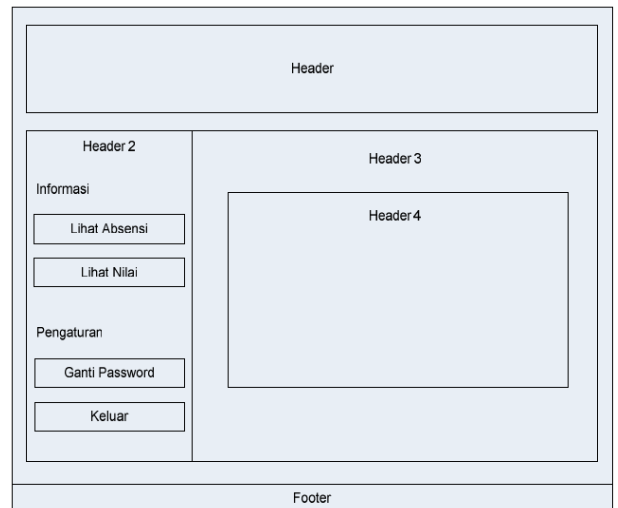 Header
Header 2
Informasi
Lihat Absensi
Lihat Nilai
Pengaturan
Ganti Password
Keluar
Header 3
Header 4
Footer